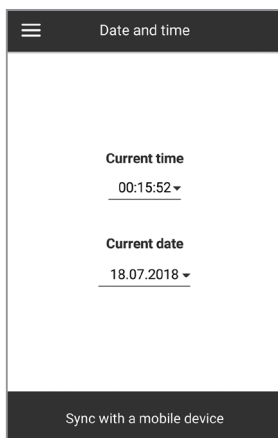 Date and time
Current time
00:15:52
Current date
18.07.2018
Sync with a mobile device